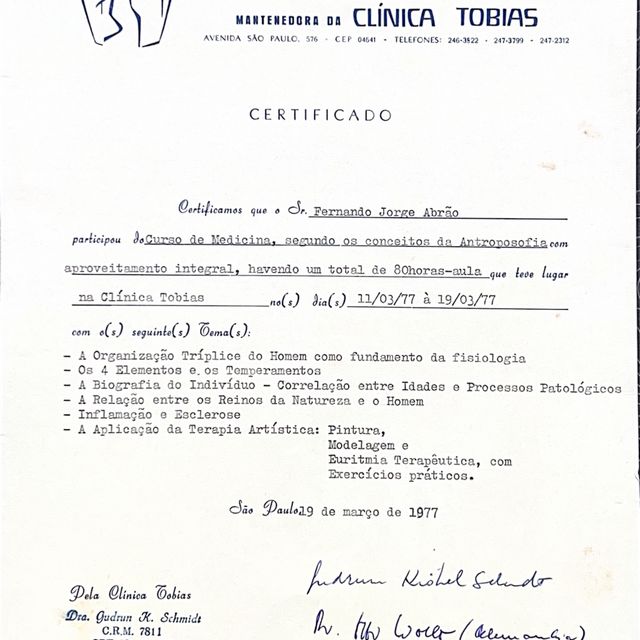 MANTENEDORA DA CLÍNICA TOBIAS
AVENIDA SÃO PAULO, 576 - CEP 04641 - TELEFONES: 246-3522 - 247-3799 - 247-2312
CERTIFICADO
Certificamos que o Sr. Fernando Jorge Abrão
participou do Curso de Medicina, segundo os conceitos da Antroposofia com
aproveitamento integral, havendo um total de 80horas-aula que teve lugar
na Clínica Tobias no(s) dia(s) 11/03/77 à 19/03/77
com o(s) seguinte(s) Tema(s):
- A Organização Tríplice do Homem como fundamento da fisiologia
- Os 4 Elementos e os Temperamentos
- A Biografia do Indivíduo - Correlação entre Idades e Processos Patológicos
- A Relação entre os Reinos da Natureza e o Homem
- Inflamação e Esclerose
- A Aplicação da Terapia Artística: Pintura,
Modelagem e
Euritmia Terapêutica, com
Exercícios práticos.
São Paulo, 19 de março de 1977
Pela Clínica Tobias
Dra. Gudrun K. Schmidt
C.R.M. 7811
Gudrun K Schmidt
Dr. Otto Wolff